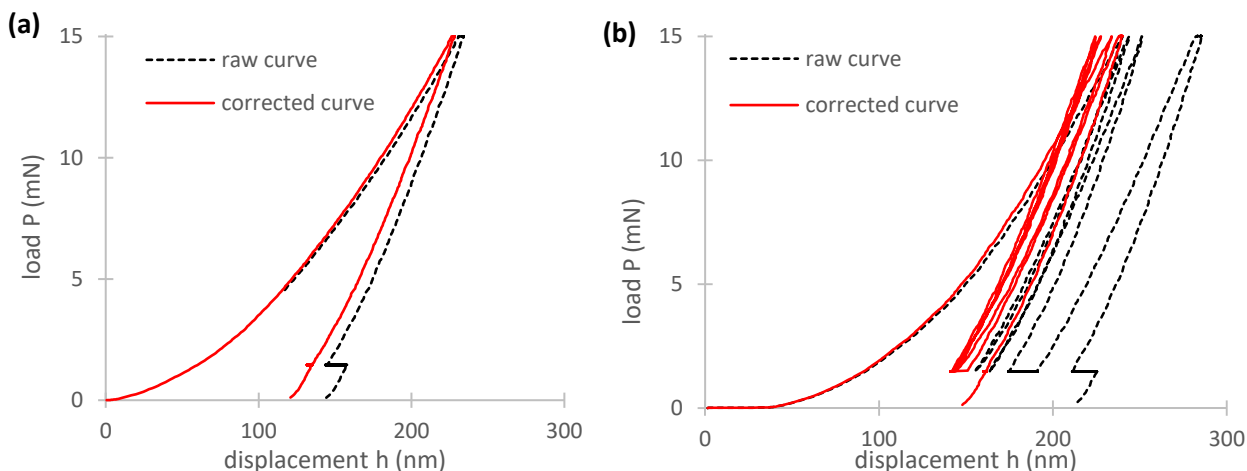 (a)
15
10
5
0
load P (mN)
raw curve
corrected curve
0 100 200 300
displacement h (nm)
(b)
15
10
5
0
load P (mN)
raw curve
corrected curve
0 100 200 300
displacement h (nm)